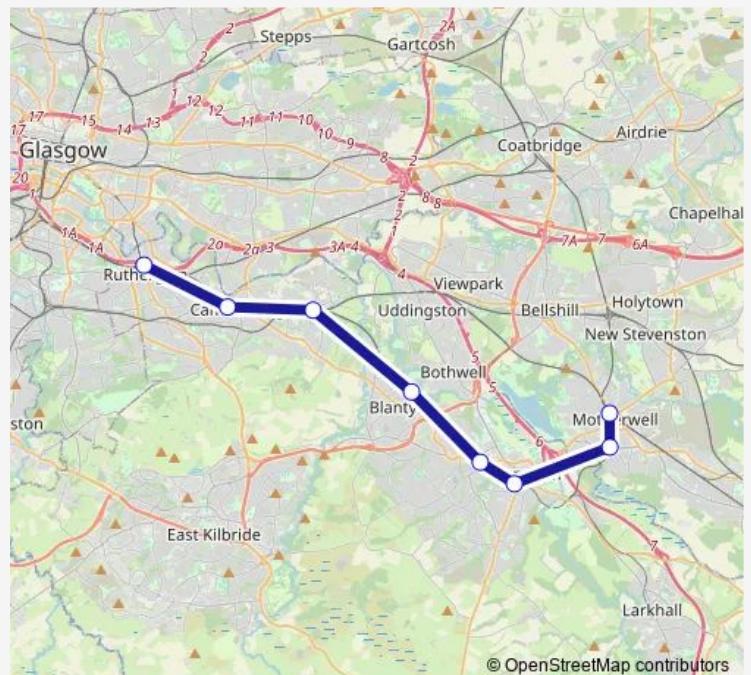 2
2A
Stepps
Gartcosh
2
1
12
12
17
15
14
13
11
11
10
10
9
8
2
17
Glasgow
Coatbridge
Airdrie
20
1
2
8
8
2
1
Chapelhal
1A
1A
2a
2a
3
3A
4
7A
7
6A
4
Viewpark
Uddingston
Bellshill
Holytown
New Stevenston
5
5
Bothwell
ston
6
East Kilbride
7
Larkhall
© OpenStreetMap contributors